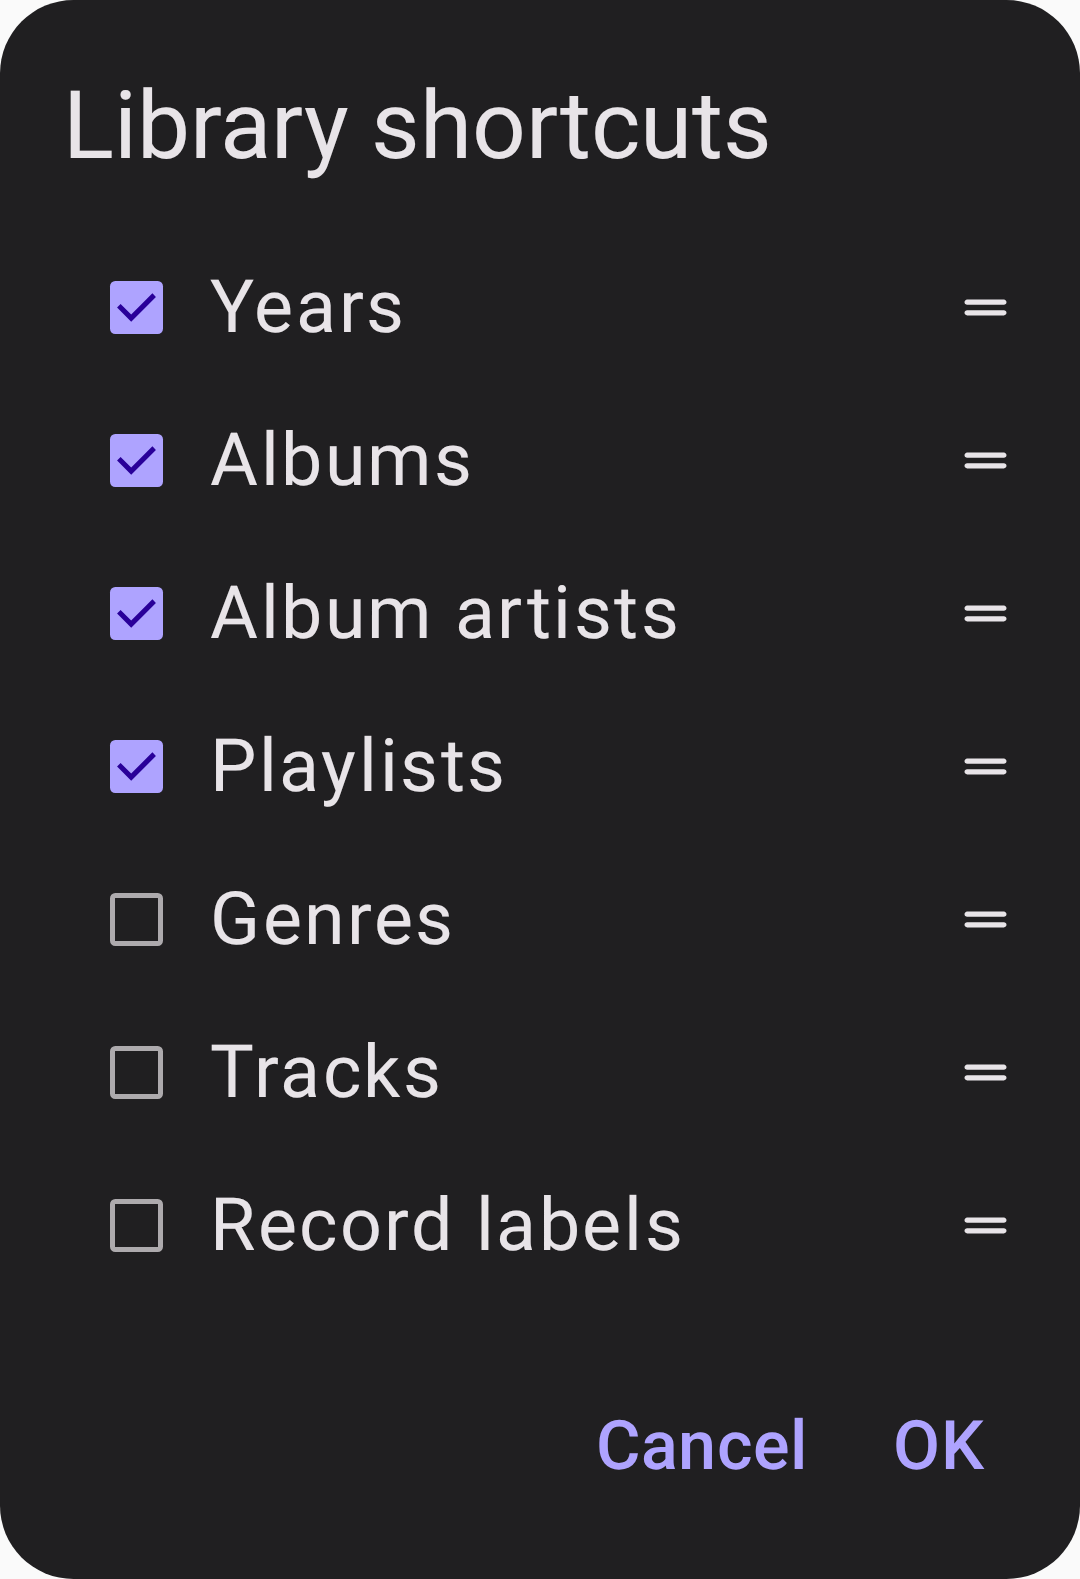 Library shortcuts
Years
Albums
Album artists
Playlists
Genres
Tracks
Record labels
Cancel OK